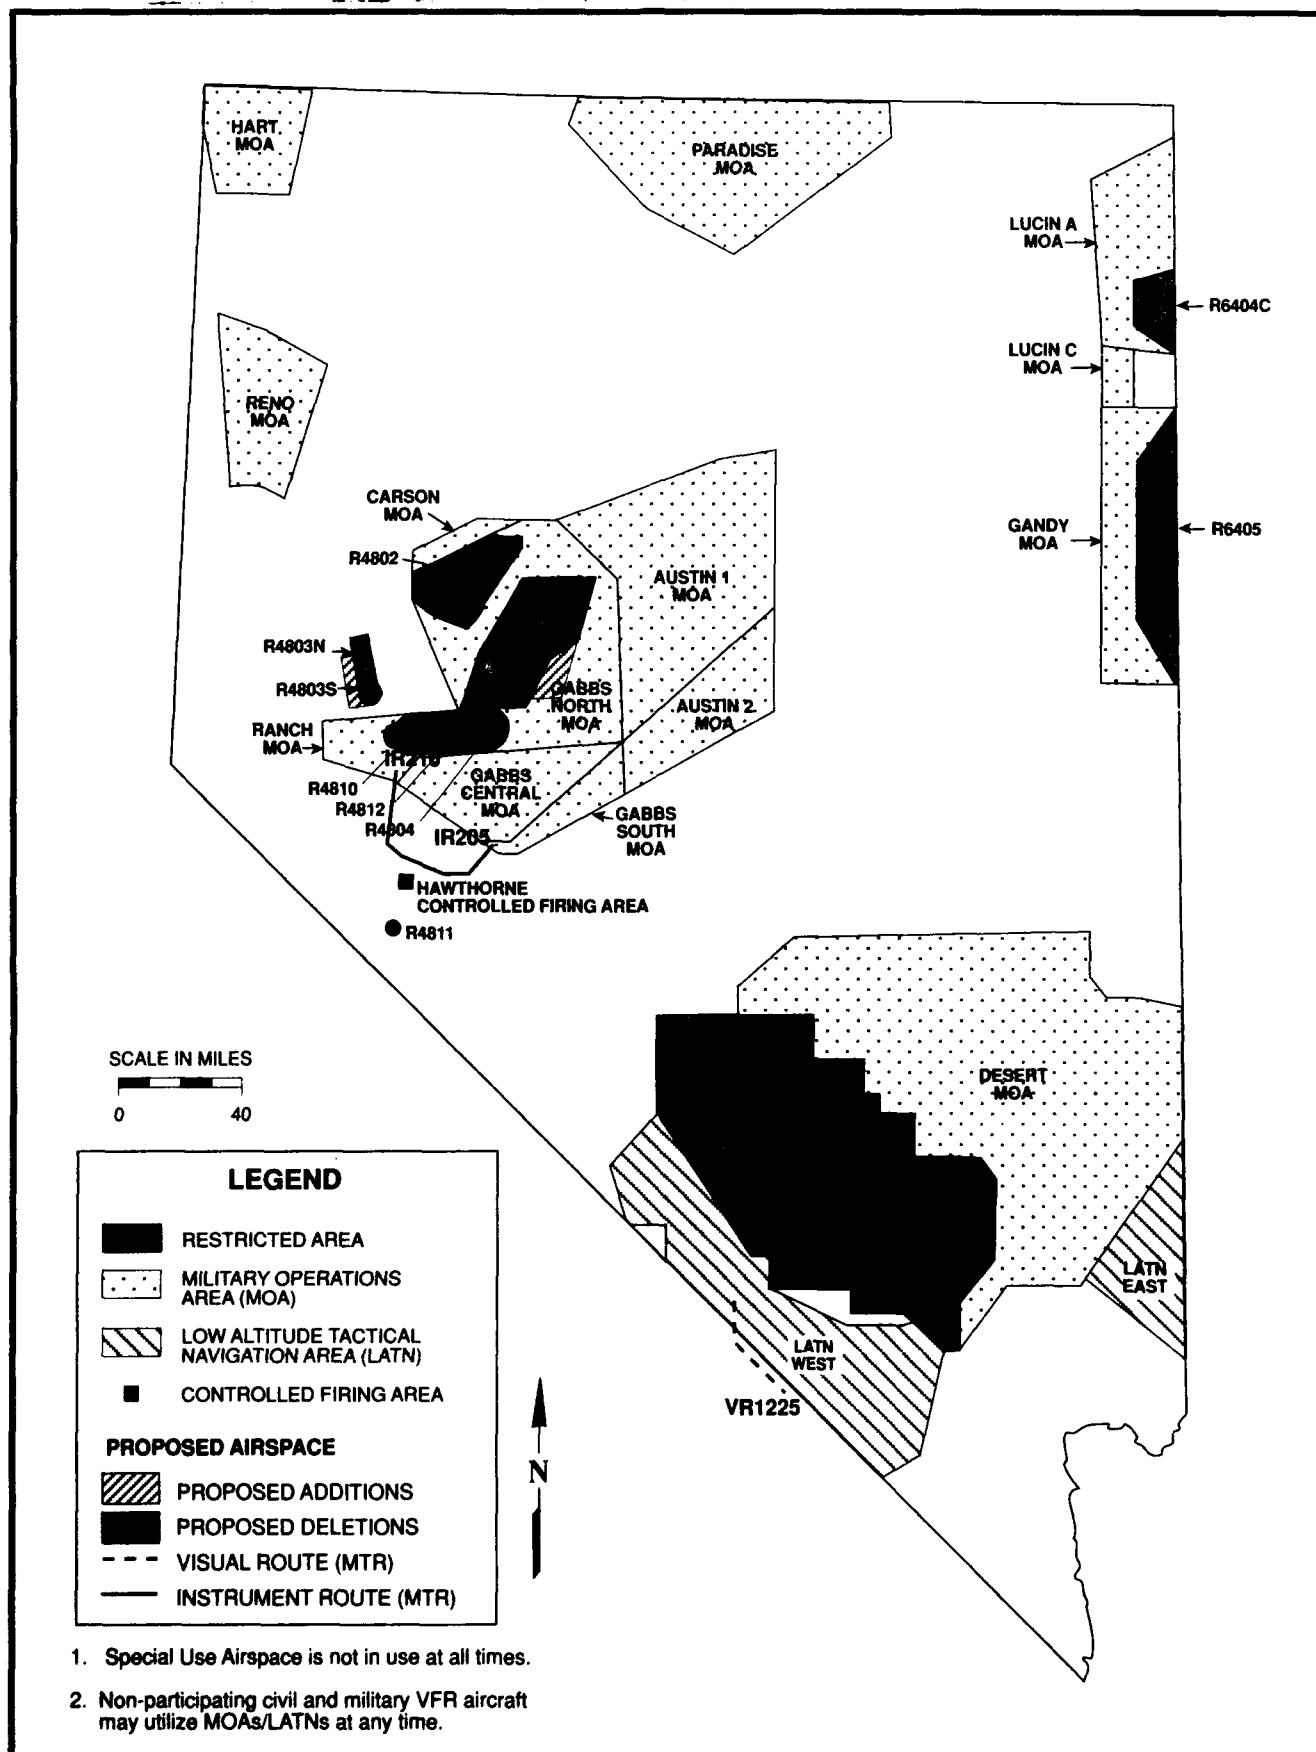 HART
MOA
PARADISE
MOA
LUCIN A
MOA
R6404C
LUCIN C
MOA
RENO
MOA
CARSON
MOA
R4802
GANDY
MOA
R6405
AUSTIN 1
MOA
R4803N
R4803S
GABBS
NORTH
MOA
AUSTIN 2
MOA
RANCH
MOA
IR210
R4810
R4812
R4804
GABBS
CENTRAL
MOA
IR205
GABBS
SOUTH
MOA
HAWTHORNE
CONTROLLED FIRING AREA
R4811
SCALE IN MILES
0 40
DESERT
MOA
LATN
EAST
LATN
WEST
VR1225
N
LEGEND
RESTRICTED AREA
MILITARY OPERATIONS
AREA (MOA)
LOW ALTITUDE TACTICAL
NAVIGATION AREA (LATN)
CONTROLLED FIRING AREA
PROPOSED AIRSPACE
PROPOSED ADDITIONS
PROPOSED DELETIONS
VISUAL ROUTE (MTR)
INSTRUMENT ROUTE (MTR)
1. Special Use Airspace is not in use at all times.
2. Non-participating civil and military VFR aircraft
may utilize MOAs/LATNs at any time.